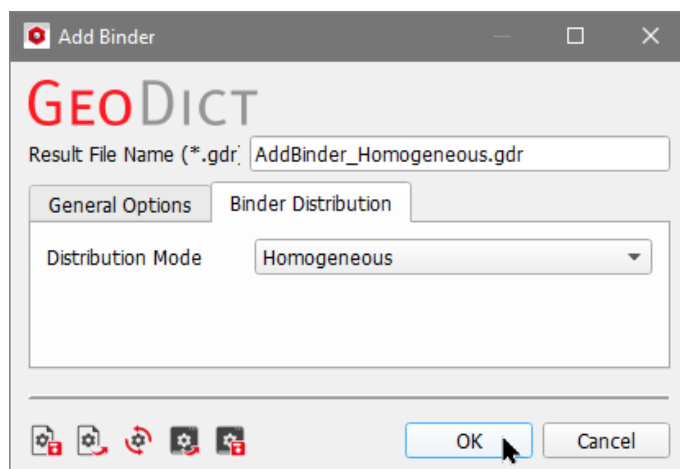 Add Binder
GEODICT
Result File Name (*.gdr) AddBinder_Homogeneous.gdr
General Options Binder Distribution
Distribution Mode Homogeneous
OK Cancel